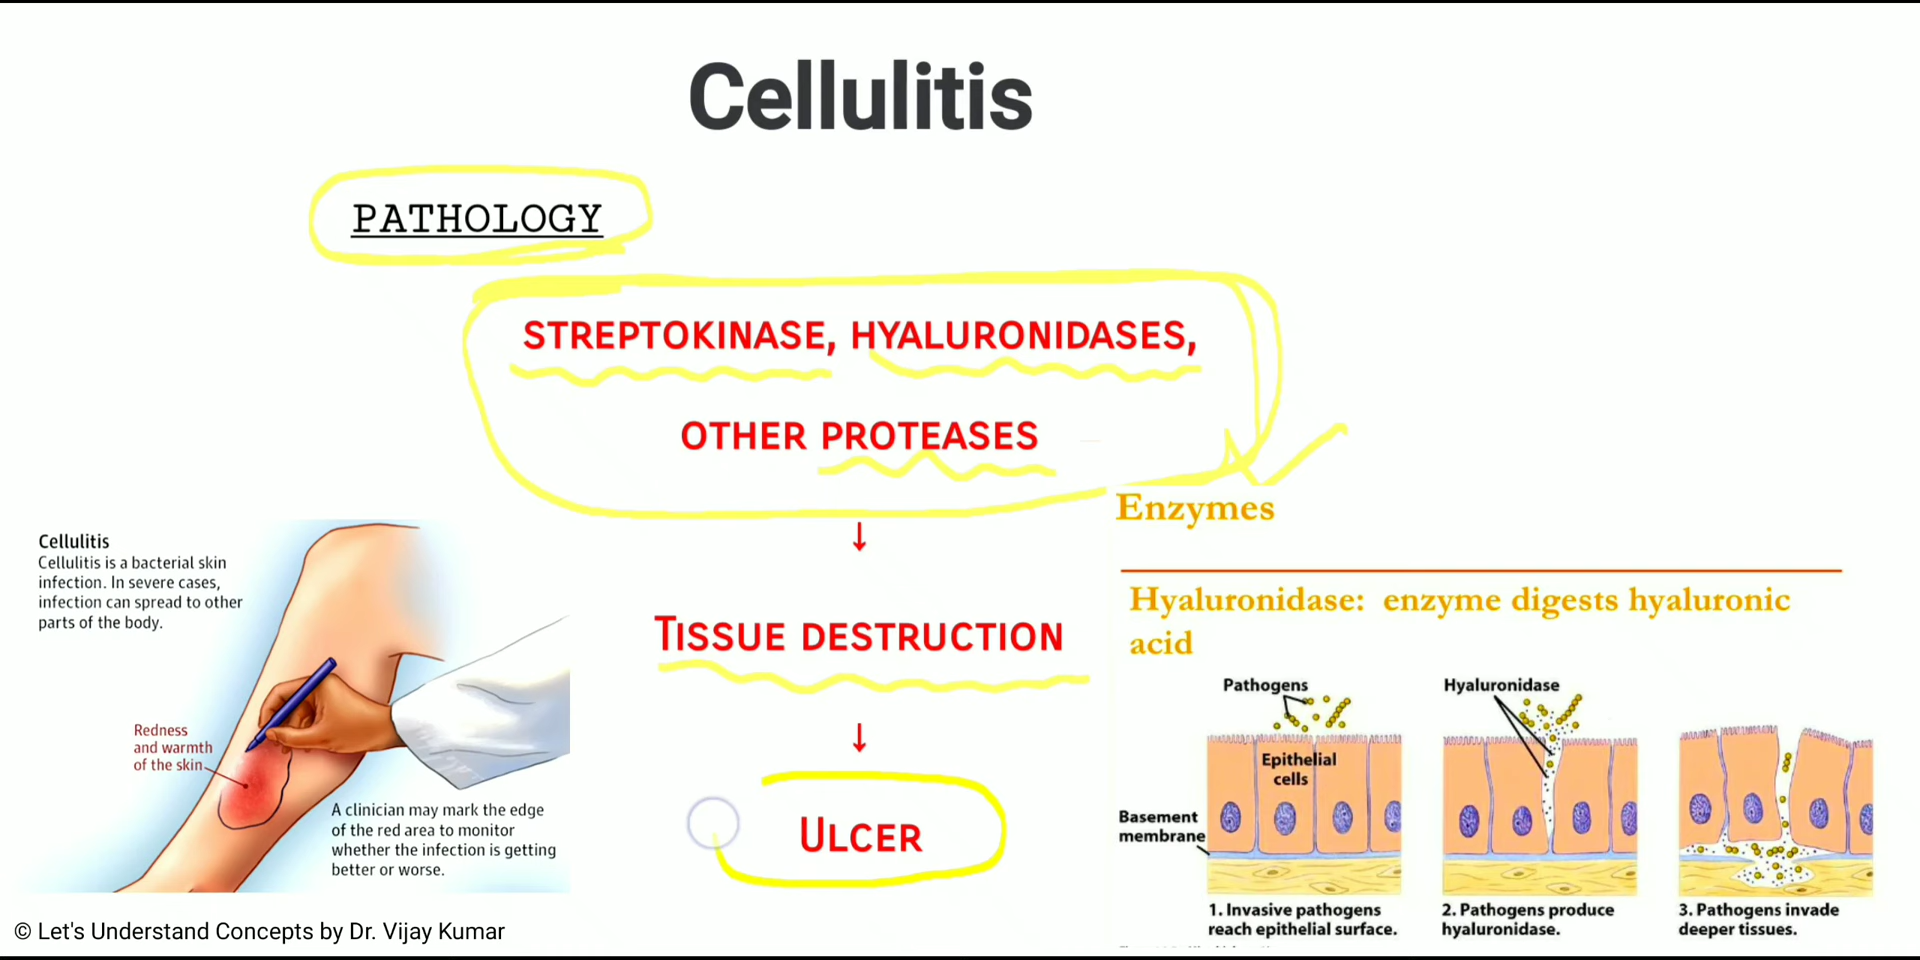 Cellulitis
PATHOLOGY
STREPTOKINASE, HYALURONIDASES,
OTHER PROTEASES
↓
TISSUE DESTRUCTION
↓
ULCER
Cellulitis
Cellulitis is a bacterial skin
infection. In severe cases,
infection can spread to other
parts of the body.
Redness
and warmth
of the skin
A clinician may mark the edge
of the red area to monitor
whether the infection is getting
better or worse.
Enzymes
Hyaluronidase: enzyme digests hyaluronic
acid
Pathogens
Epithelial
cells
Basement
membrane
1. Invasive pathogens
reach epithelial surface.
Hyaluronidase
2. Pathogens produce
hyaluronidase.
3. Pathogens invade
deeper tissues.
© Let's Understand Concepts by Dr. Vijay Kumar